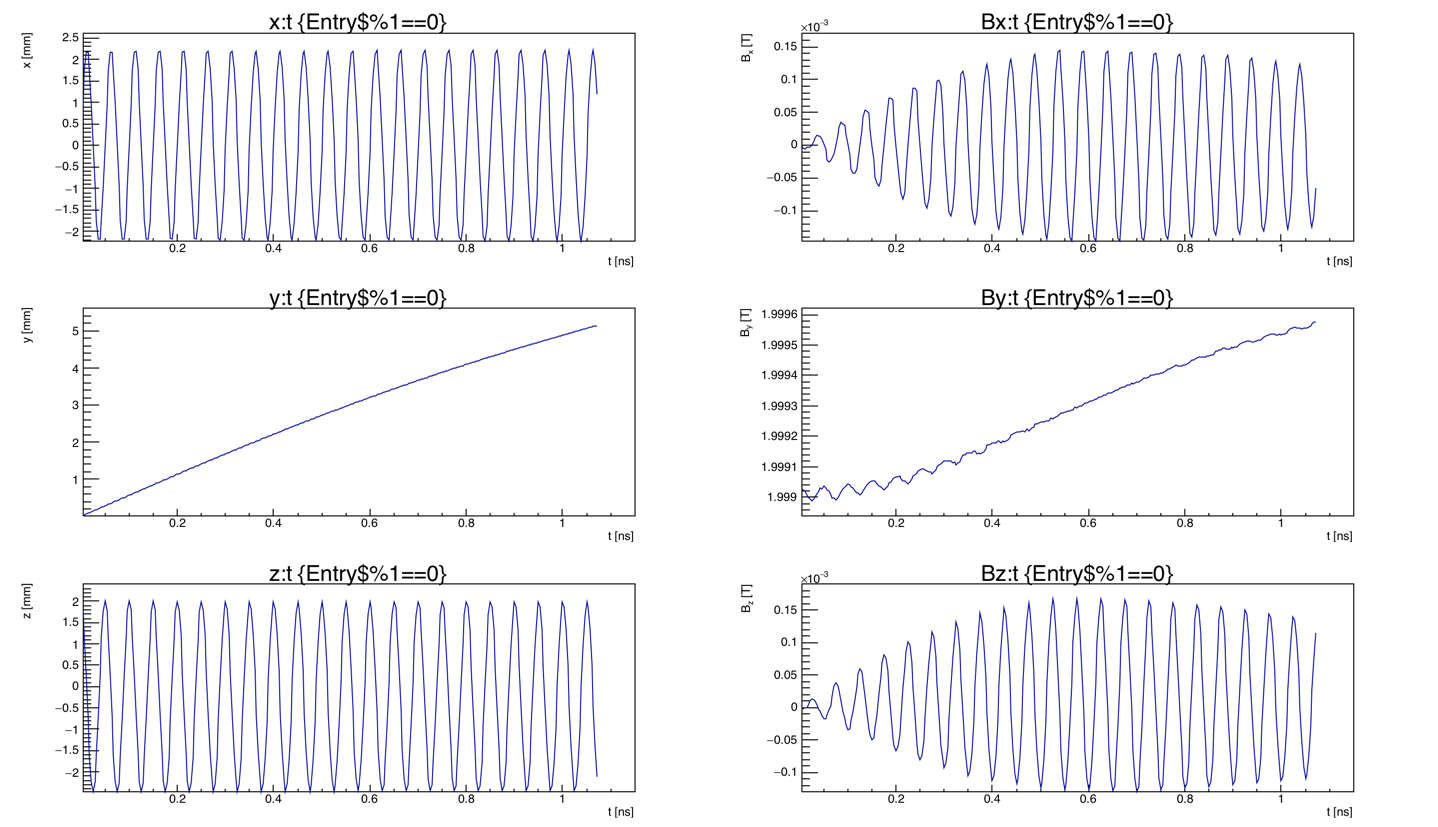 x:t {Entry$%1==0}
x [mm]
2.5
2
1.5
1
0.5
0
−0.5
−1
−1.5
−2
0.2 0.4 0.6 0.8 1
t [ns]
Bx:t {Entry$%1==0}
×10⁻³
Bₓ [T]
0.15
0.1
0.05
0
−0.05
−0.1
0.2 0.4 0.6 0.8 1
t [ns]
y:t {Entry$%1==0}
y [mm]
5
4
3
2
1
0.2 0.4 0.6 0.8 1
t [ns]
By:t {Entry$%1==0}
B_y [T]
1.9996
1.9995
1.9994
1.9993
1.9992
1.9991
1.999
0.2 0.4 0.6 0.8 1
t [ns]
z:t {Entry$%1==0}
z [mm]
2
1.5
1
0.5
0
−0.5
−1
−1.5
−2
0.2 0.4 0.6 0.8 1
t [ns]
Bz:t {Entry$%1==0}
×10⁻³
B_z [T]
0.15
0.1
0.05
0
−0.05
−0.1
0.2 0.4 0.6 0.8 1
t [ns]